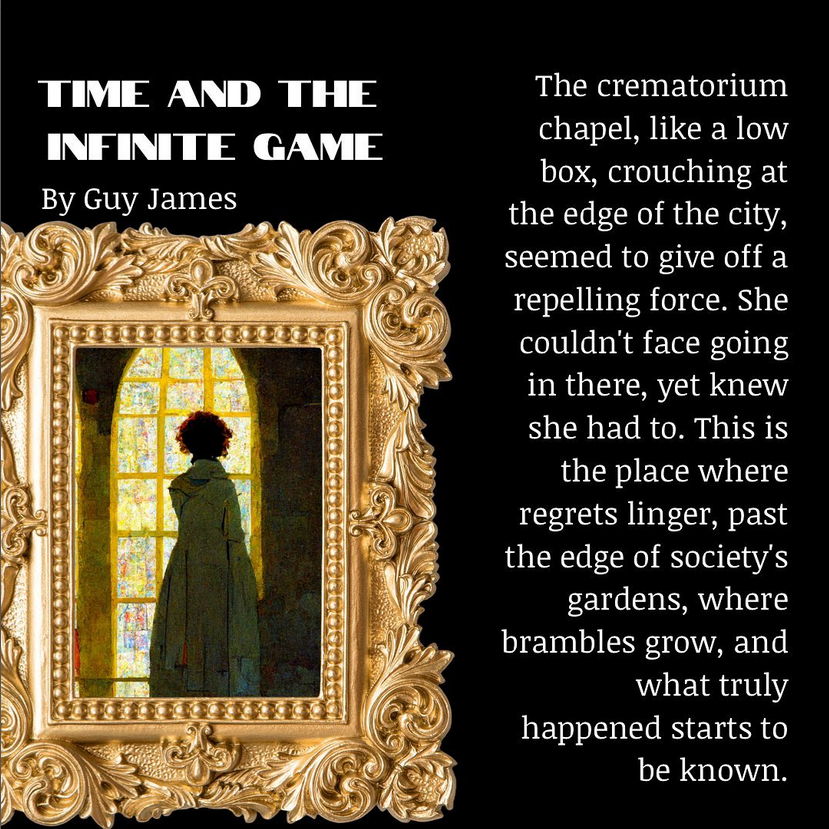 TIME AND THE
INFINITE GAME
By Guy James
The crematorium
chapel, like a low
box, crouching at
the edge of the city,
seemed to give off a
repelling force. She
couldn't face going
in there, yet knew
she had to. This is
the place where
regrets linger, past
the edge of society's
gardens, where
brambles grow, and
what truly
happened starts to
be known.